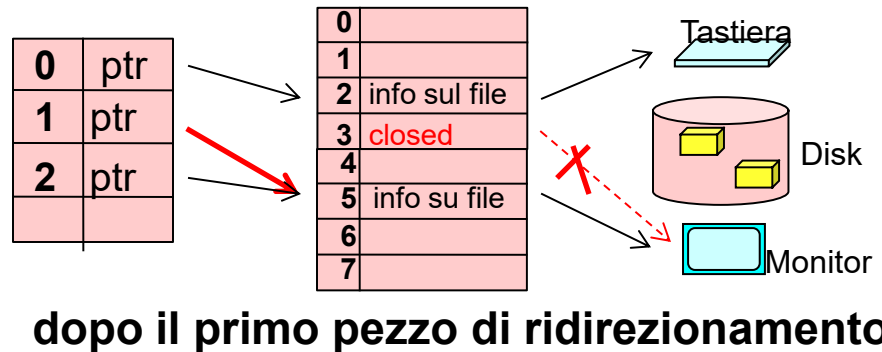 0 ptr
1 ptr
2 ptr
0
1
2 info sul file
3 closed
4
5 info su file
6
7
Tastiera
Disk
Monitor
dopo il primo pezzo di ridirezionamento